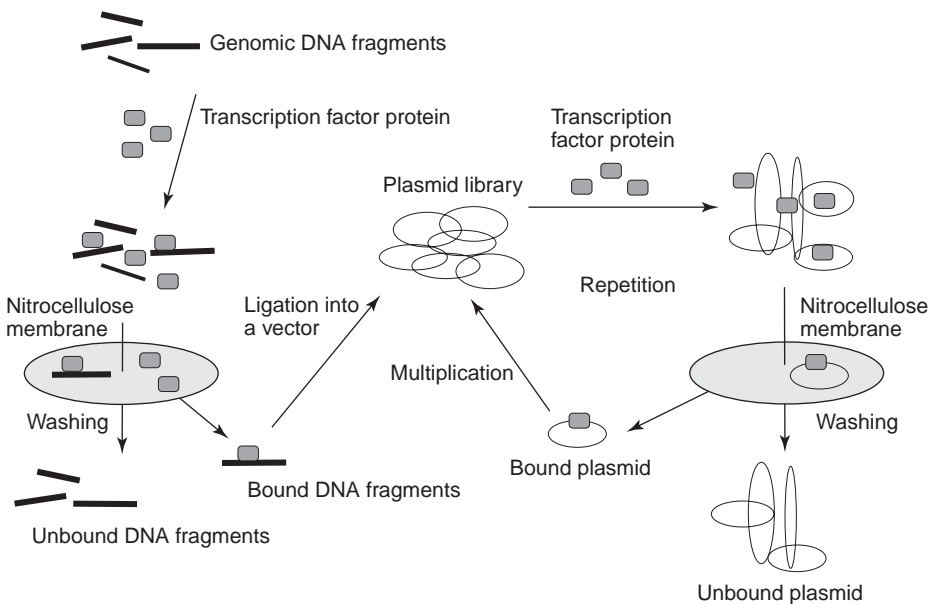 Genomic DNA fragments
Transcription factor protein
Nitrocellulose
membrane
Washing
Unbound DNA fragments
Bound DNA fragments
Ligation into
a vector
Plasmid library
Transcription
factor protein
Repetition
Nitrocellulose
membrane
Washing
Multiplication
Bound plasmid
Unbound plasmid